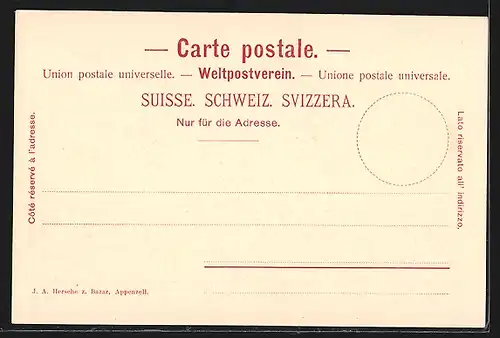 — Carte postale. —
Union postale universelle. — Weltpostverein. — Unione postale universale.
SUISSE. SCHWEIZ. SVIZZERA.
Nur für die Adresse.
Côté réservé à l'adresse.
Lato riservato all' indirizzo.
J. A. Hersche z. Bazar, Appenzell.